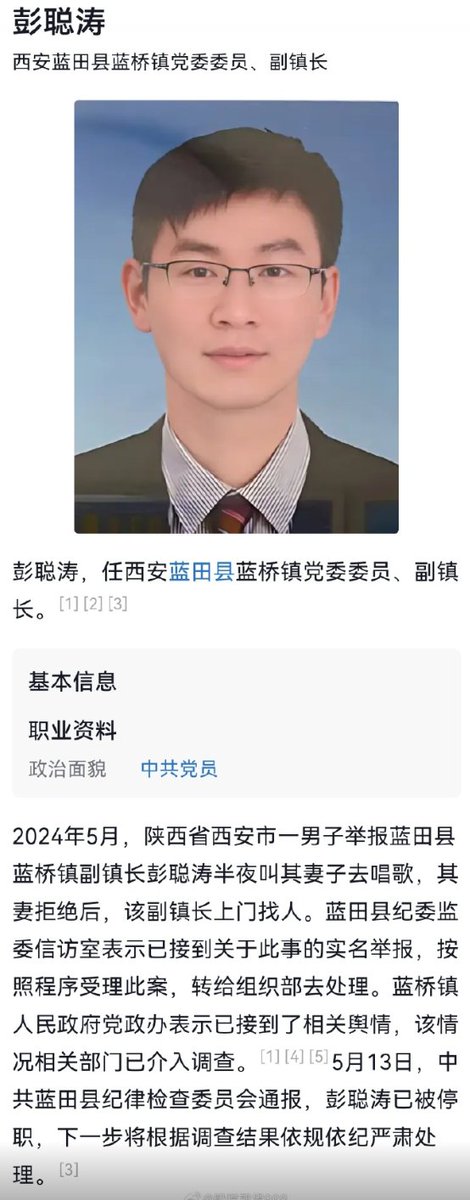 彭聪涛
西安蓝田县蓝桥镇党委委员、副镇长
彭聪涛，任西安蓝田县蓝桥镇党委委员、副镇
长。[1][2][3]
基本信息
职业资料
政治面貌 中共党员
2024年5月，陕西省西安市一男子举报蓝田县
蓝桥镇副镇长彭聪涛半夜叫其妻子去唱歌，其
妻拒绝后，该副镇长上门找人。蓝田县纪委监
委信访室表示已接到关于此事的实名举报，按
照程序受理此案，转给组织部去处理。蓝桥镇
人民政府党政办表示已接到了相关舆情，该情
况相关部门已介入调查。[1][4][5]5月13日，中
共蓝田县纪律检查委员会通报，彭聪涛已被停
职，下一步将根据调查结果依规依纪严肃处
理。[3]